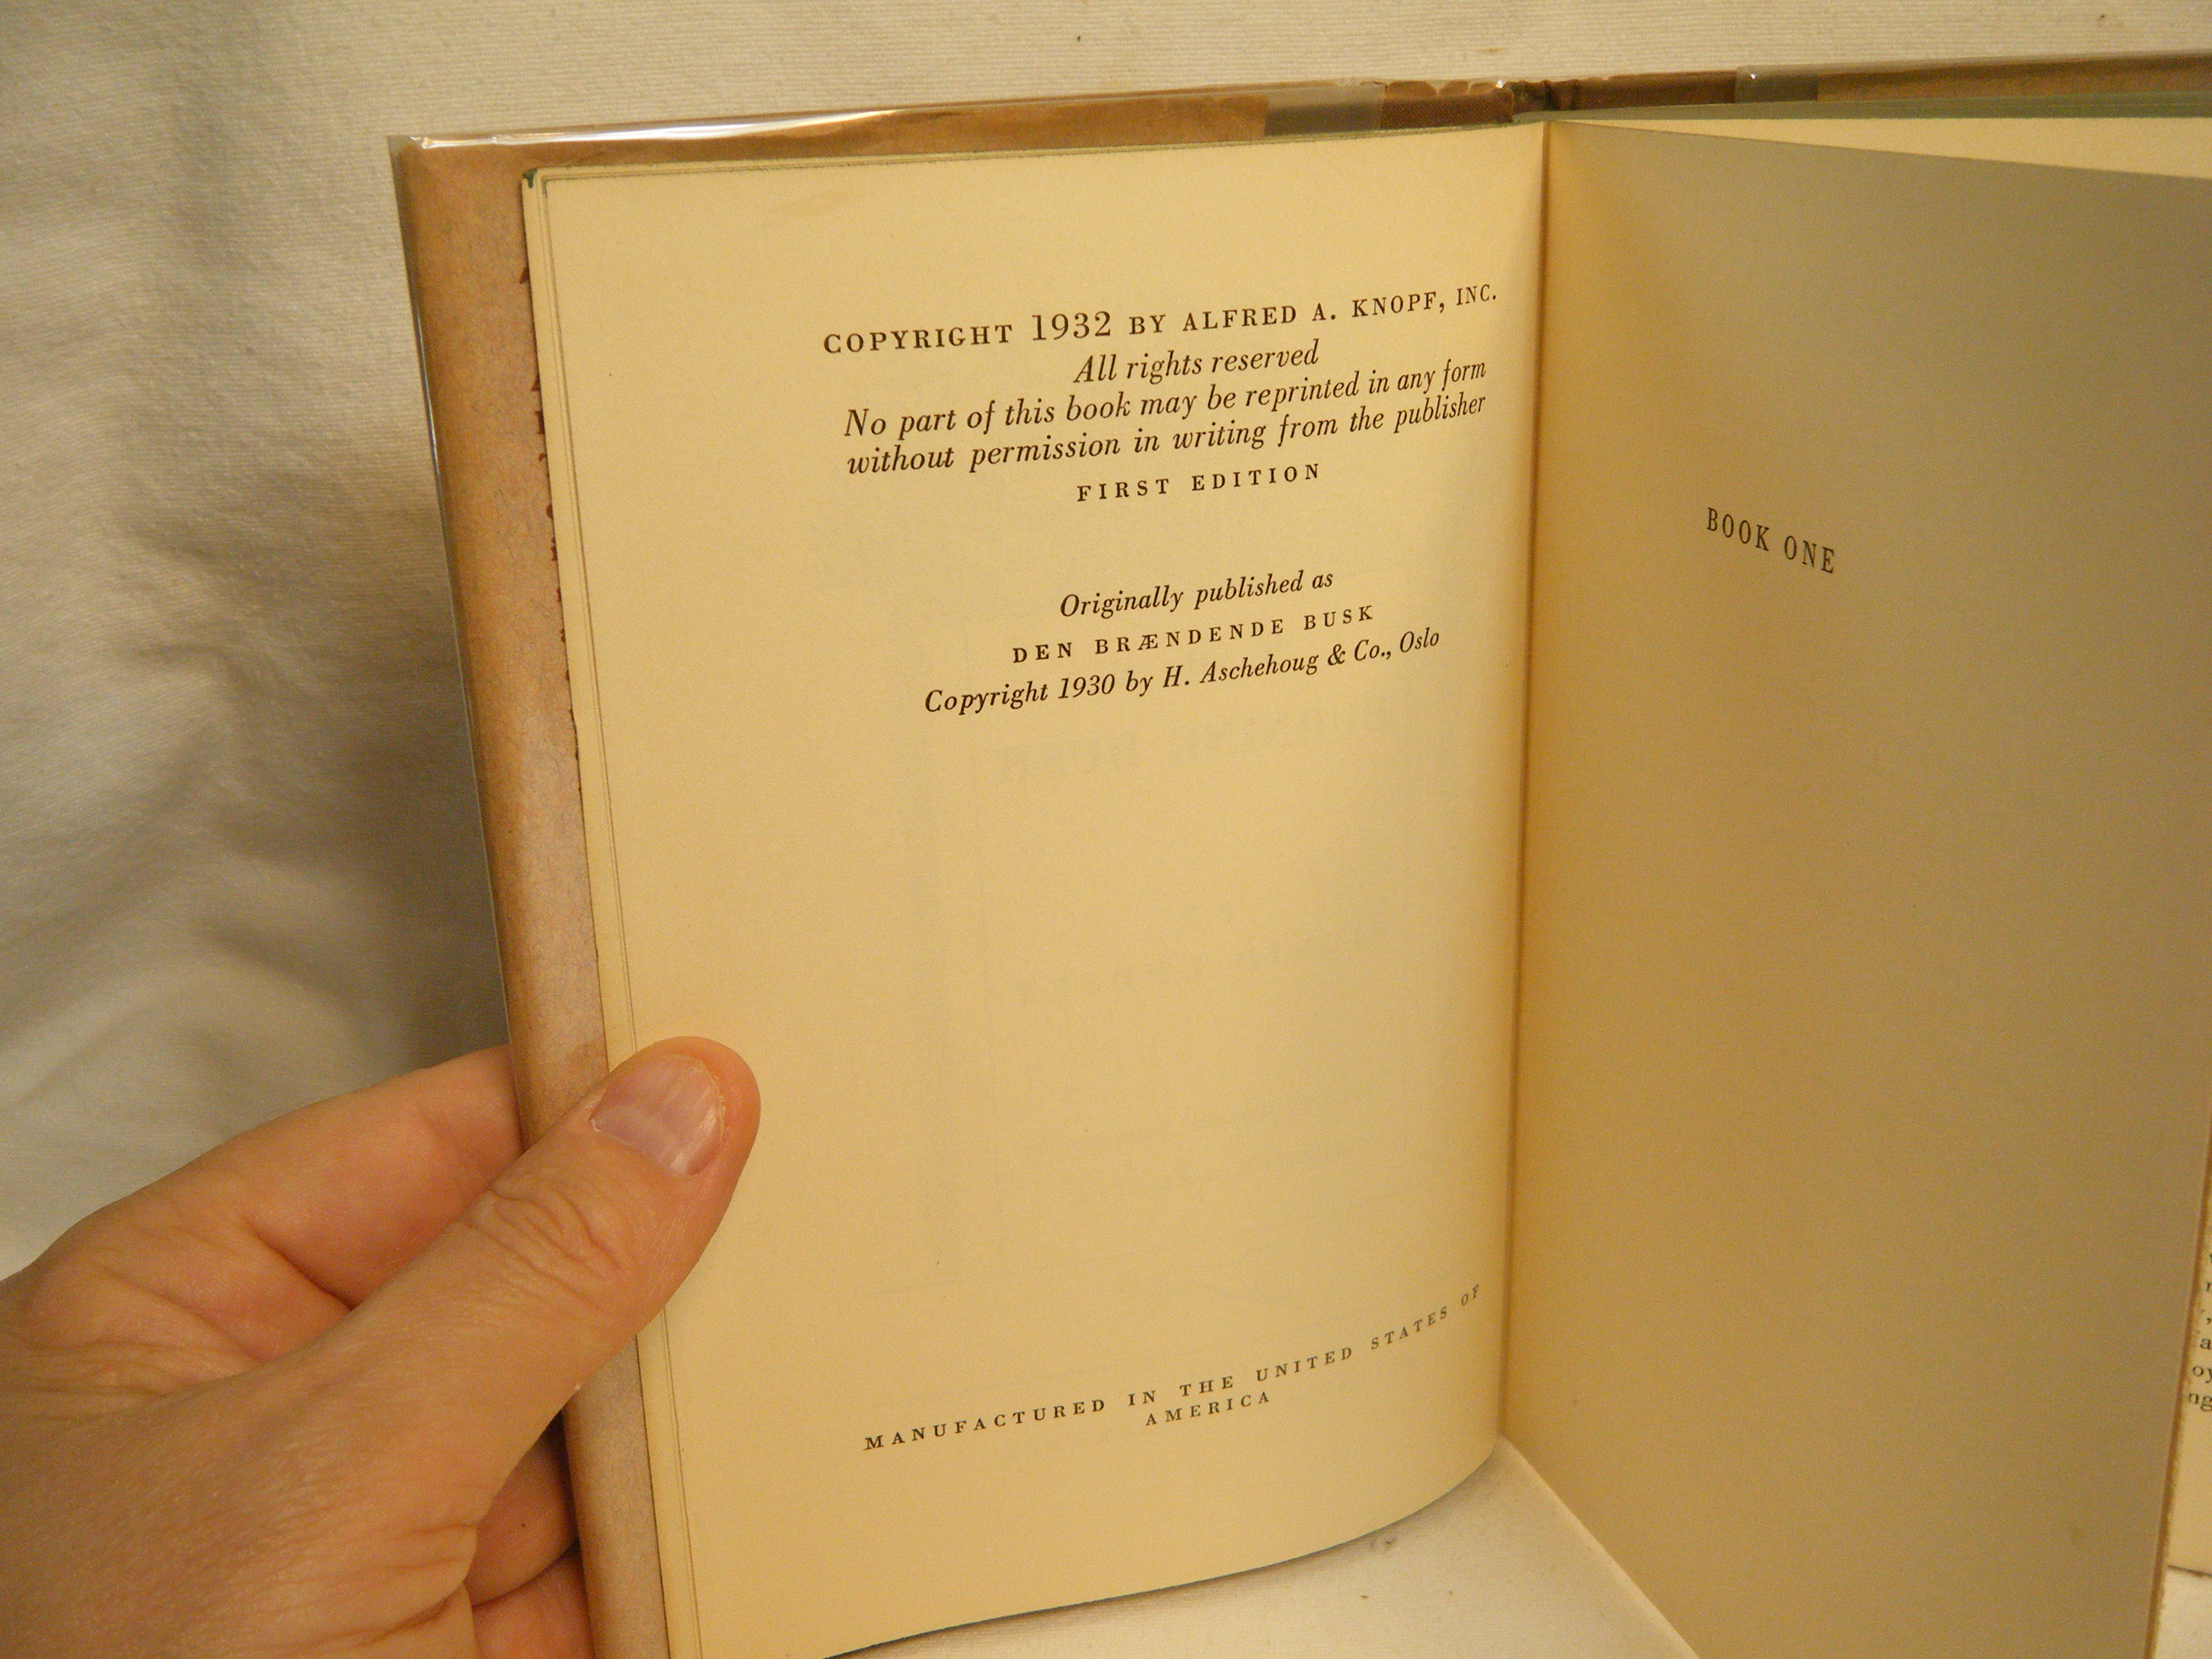 COPYRIGHT 1932 BY ALFRED A. KNOPF, INC.
All rights reserved
No part of this book may be reprinted in any form
without permission in writing from the publisher
FIRST EDITION
Originally published as
DEN BRÆNDENDE BUSK
Copyright 1930 by H. Aschehoug & Co., Oslo
MANUFACTURED IN THE UNITED STATES OF
AMERICA
BOOK ONE